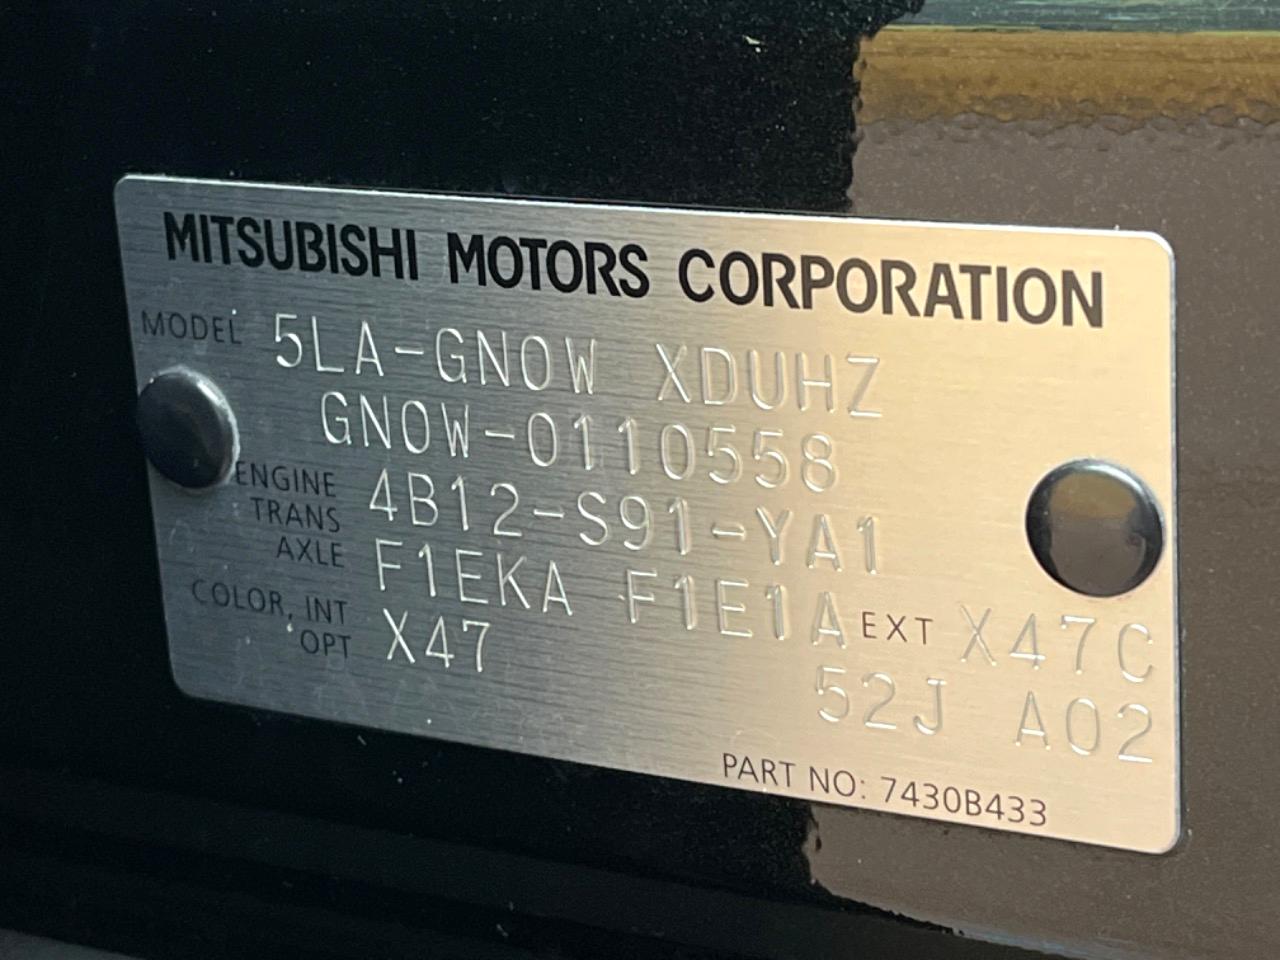 MITSUBISHI MOTORS CORPORATION
MODEL 5LA-GN0W XDUHZ
GN0W-0110558
ENGINE 4B12-S91-YA1
TRANS
AXLE F1EKA F1E1A
COLOR, INT X47 EXT X47C
OPT 52J A02
PART NO: 7430B433